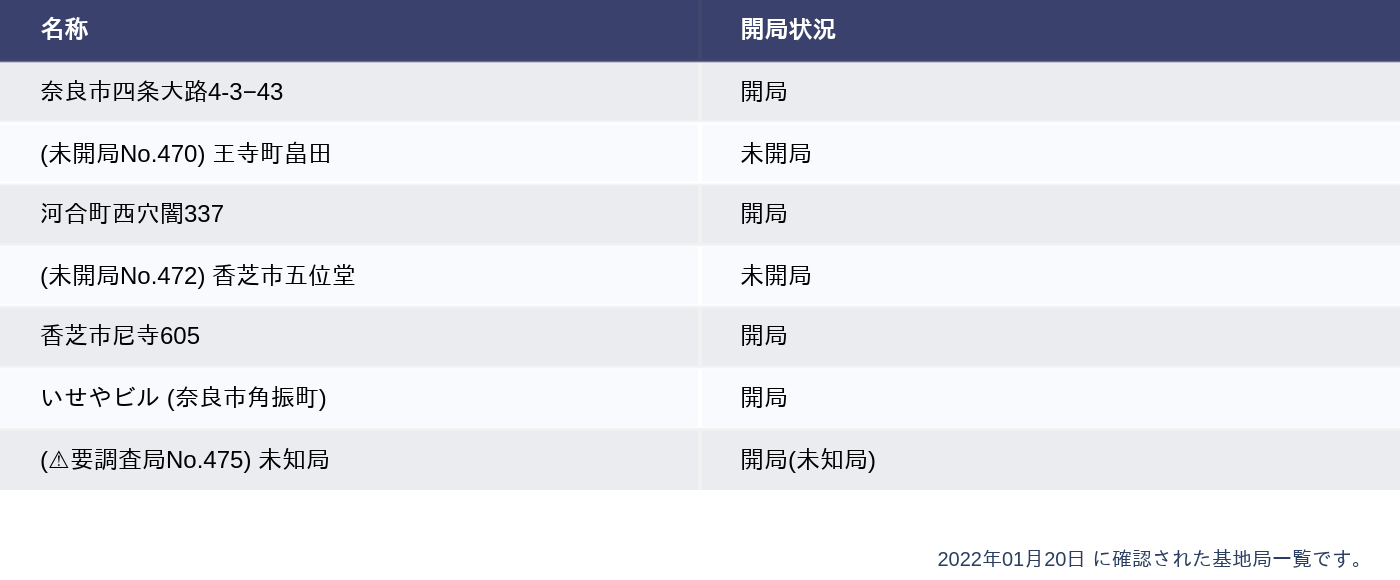 名称 開局状況
奈良市四条大路4-3−43 開局
(未開局No.470) 王寺町畠田 未開局
河合町西穴闇337 開局
(未開局No.472) 香芝市五位堂 未開局
香芝市尼寺605 開局
いせやビル (奈良市角振町) 開局
(⚠要調査局No.475) 未知局 開局(未知局)
2022年01月20日 に確認された基地局一覧です。